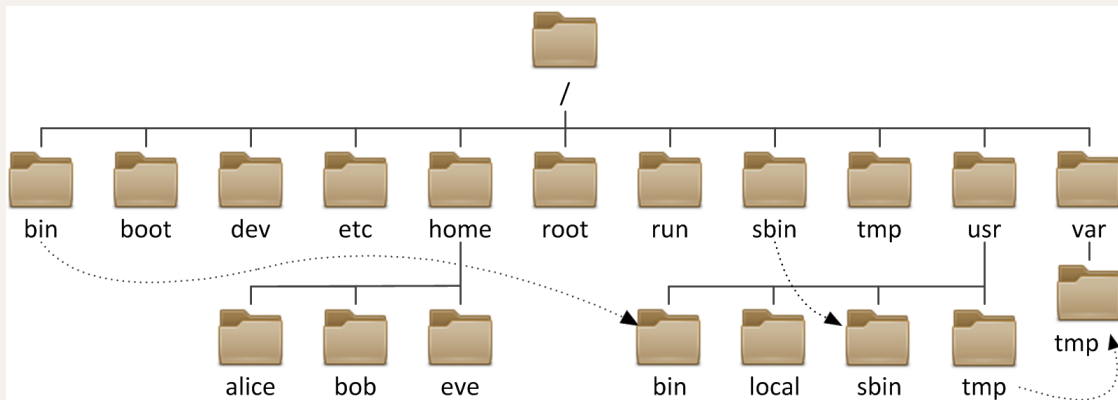 /
bin boot dev etc home root run sbin tmp usr var
tmp
alice bob eve bin local sbin tmp